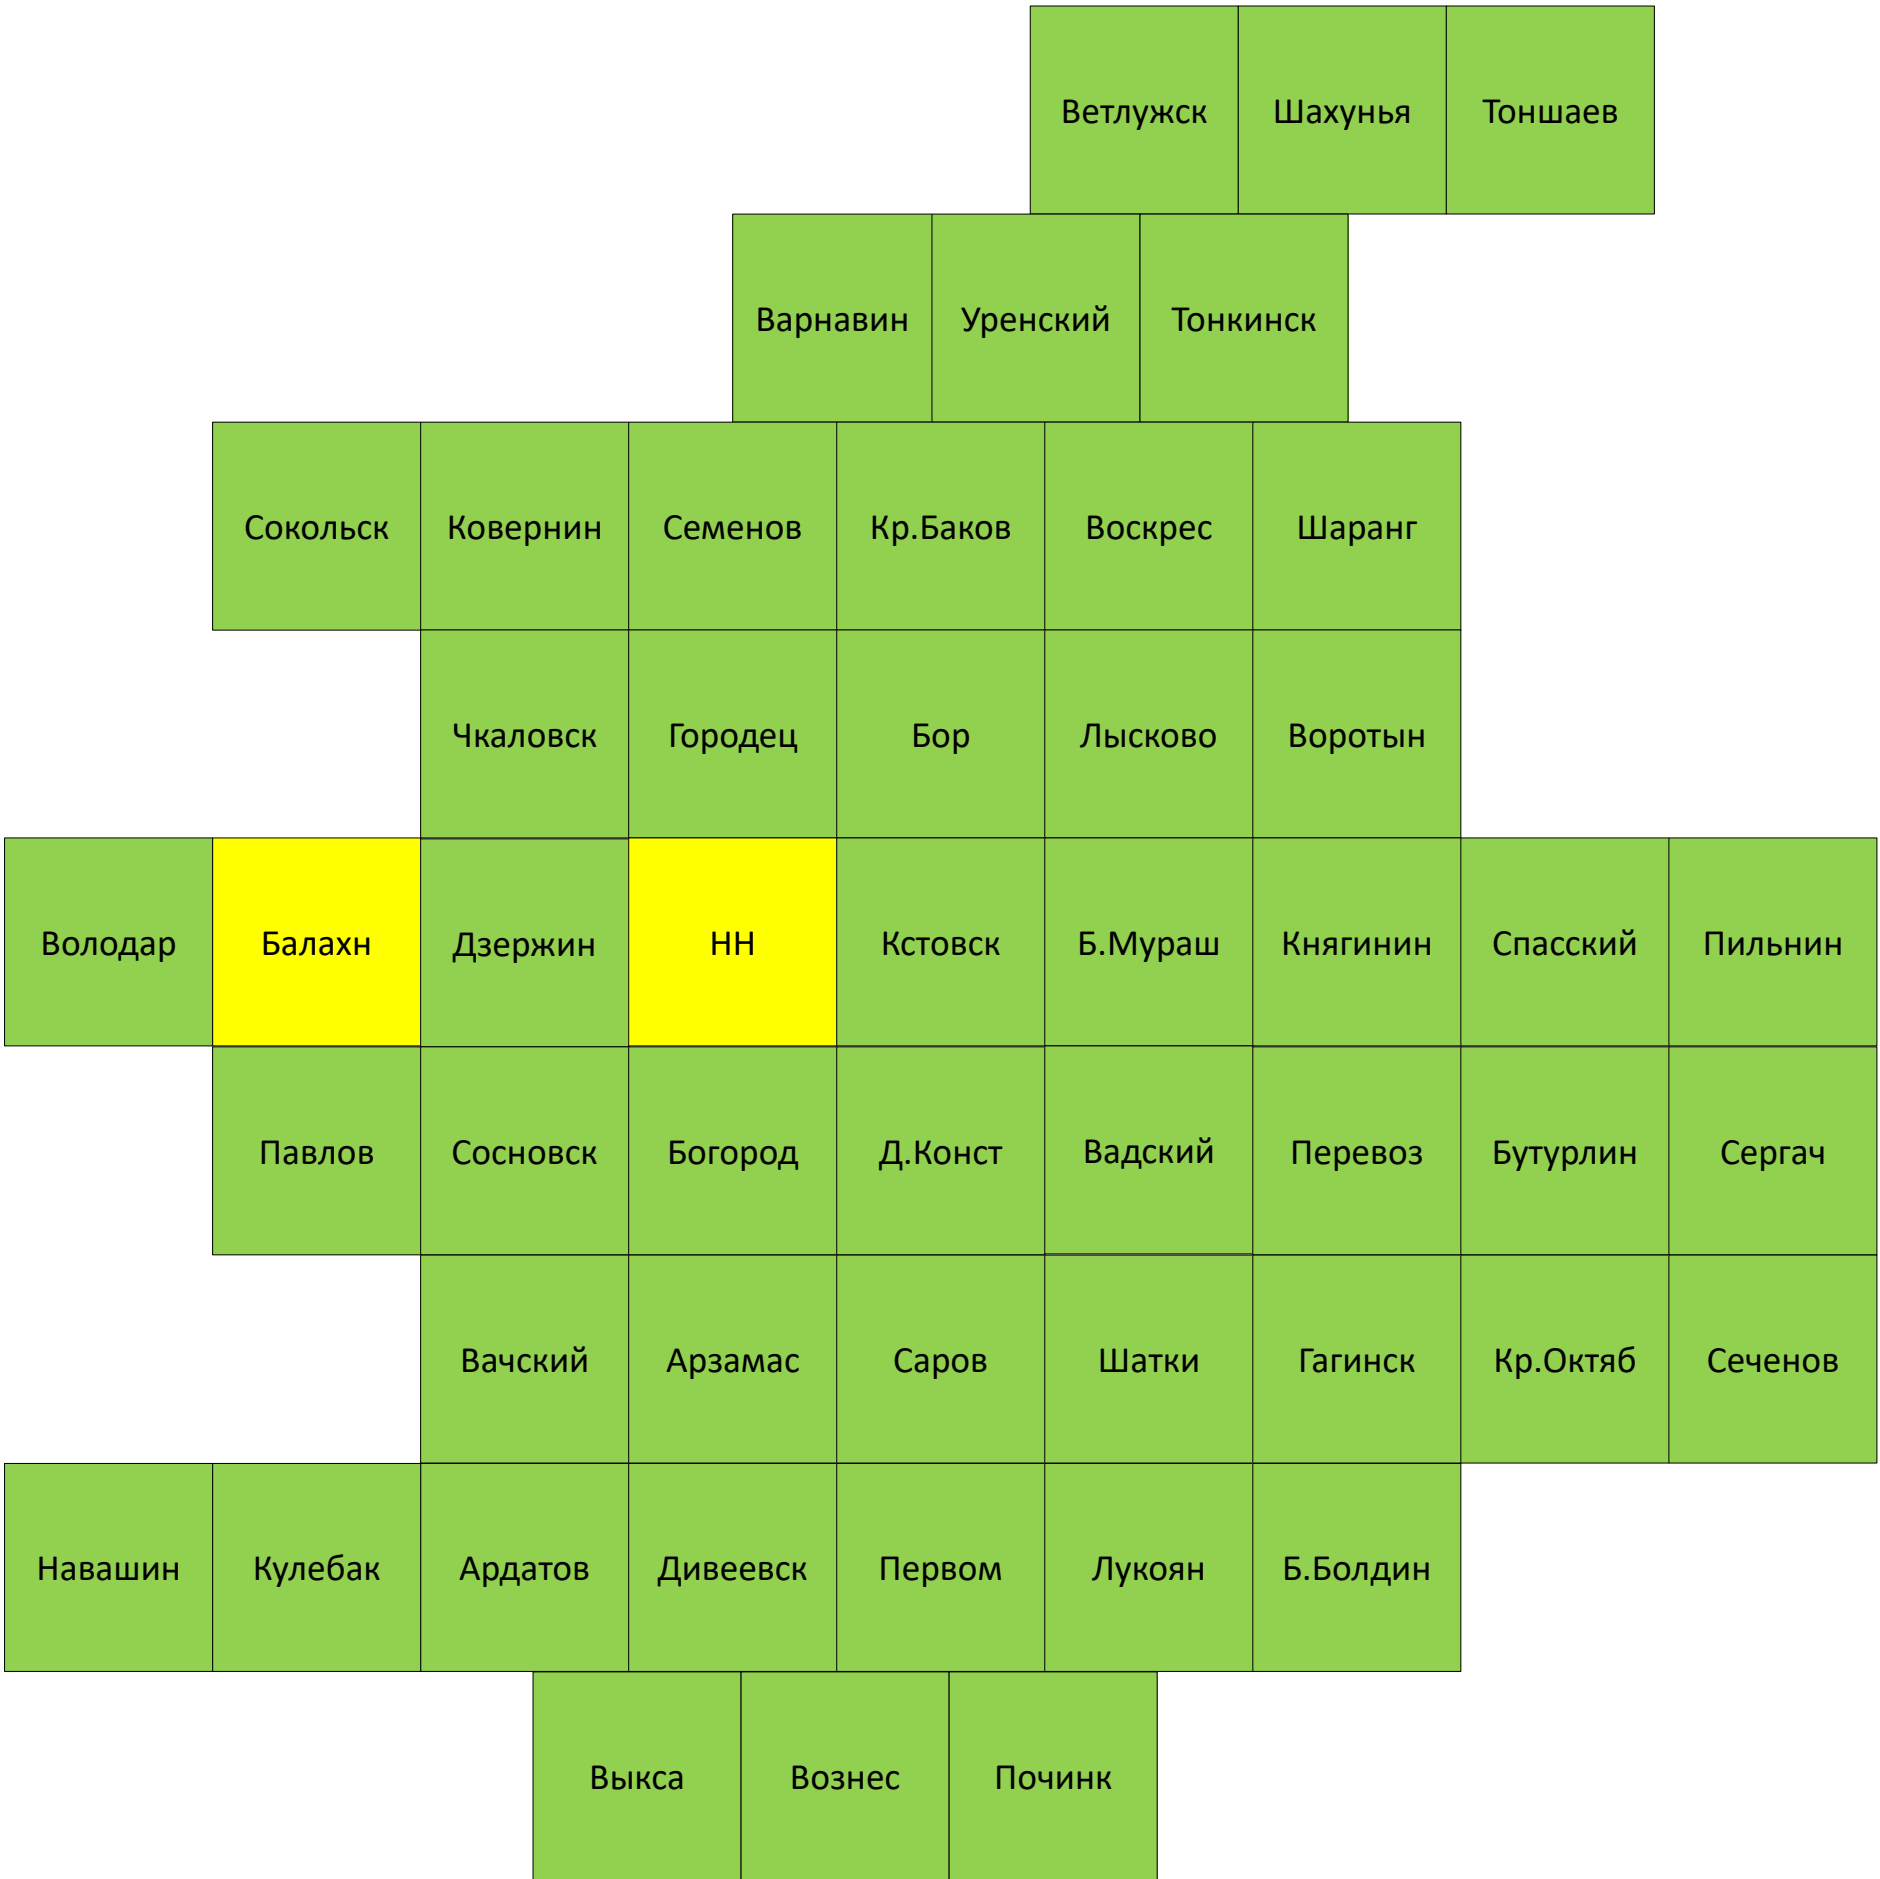 Ветлужск Шахунья Тоншаев
Варнавин Уренский Тонкинск
Сокольск Ковернин Семенов Кр.Баков Воскрес Шаранг
Чкаловск Городец Бор Лысково Воротын
Володар Балахн Дзержин НН Кстовск Б.Мураш Княгинин Спасский Пильнин
Павлов Сосновск Богород Д.Конст Вадский Перевоз Бутурлин Сергач
Вачский Арзамас Саров Шатки Гагинск Кр.Октяб Сеченов
Навашин Кулебак Ардатов Дивеевск Первом Лукоян Б.Болдин
Выкса Вознес Починк